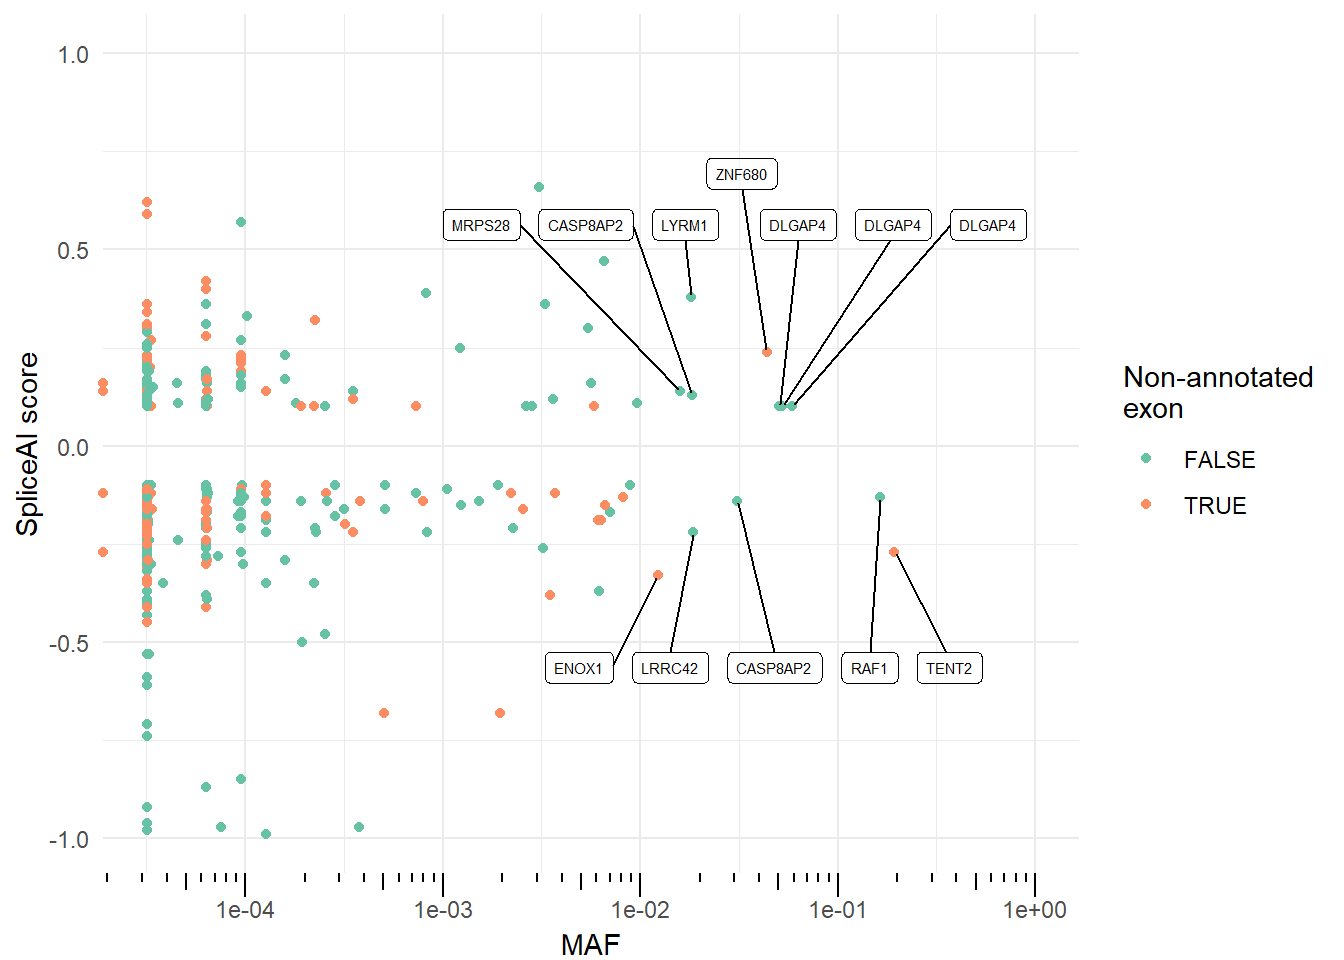 1.0
0.5
0.0
-0.5
-1.0
SpliceAI score
ZNF680
MRPS28
CASP8AP2
LYRM1
DLGAP4
DLGAP4
DLGAP4
ENOX1
LRRC42
CASP8AP2
RAF1
TENT2
1e-04
1e-03
1e-02
1e-01
1e+00
MAF
Non-annotated
exon
FALSE
TRUE